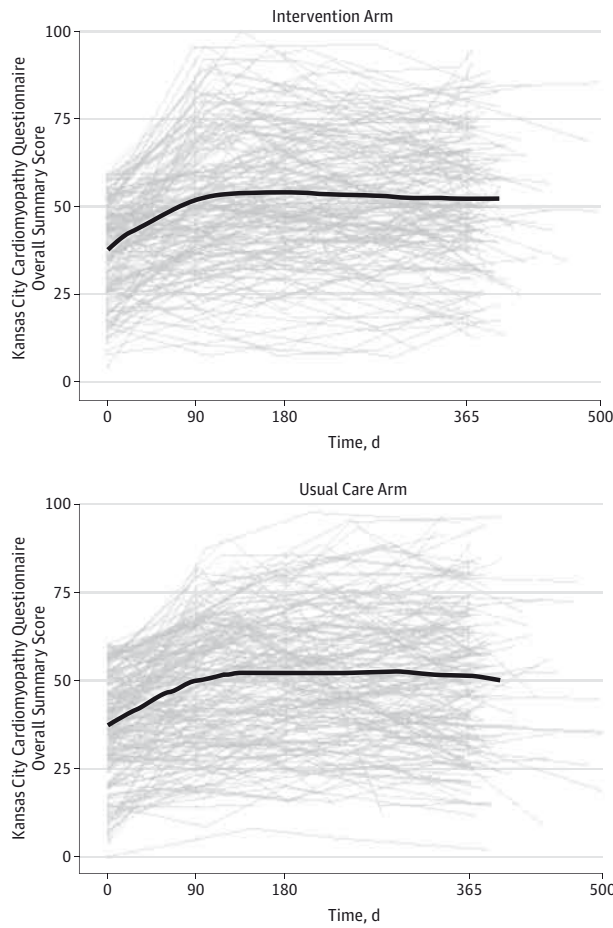 Intervention Arm
Kansas City Cardiomyopathy Questionnaire
Overall Summary Score
100
75
50
25
0
0 90 180 365 500
Time, d
Usual Care Arm
Kansas City Cardiomyopathy Questionnaire
Overall Summary Score
100
75
50
25
0
0 90 180 365 500
Time, d